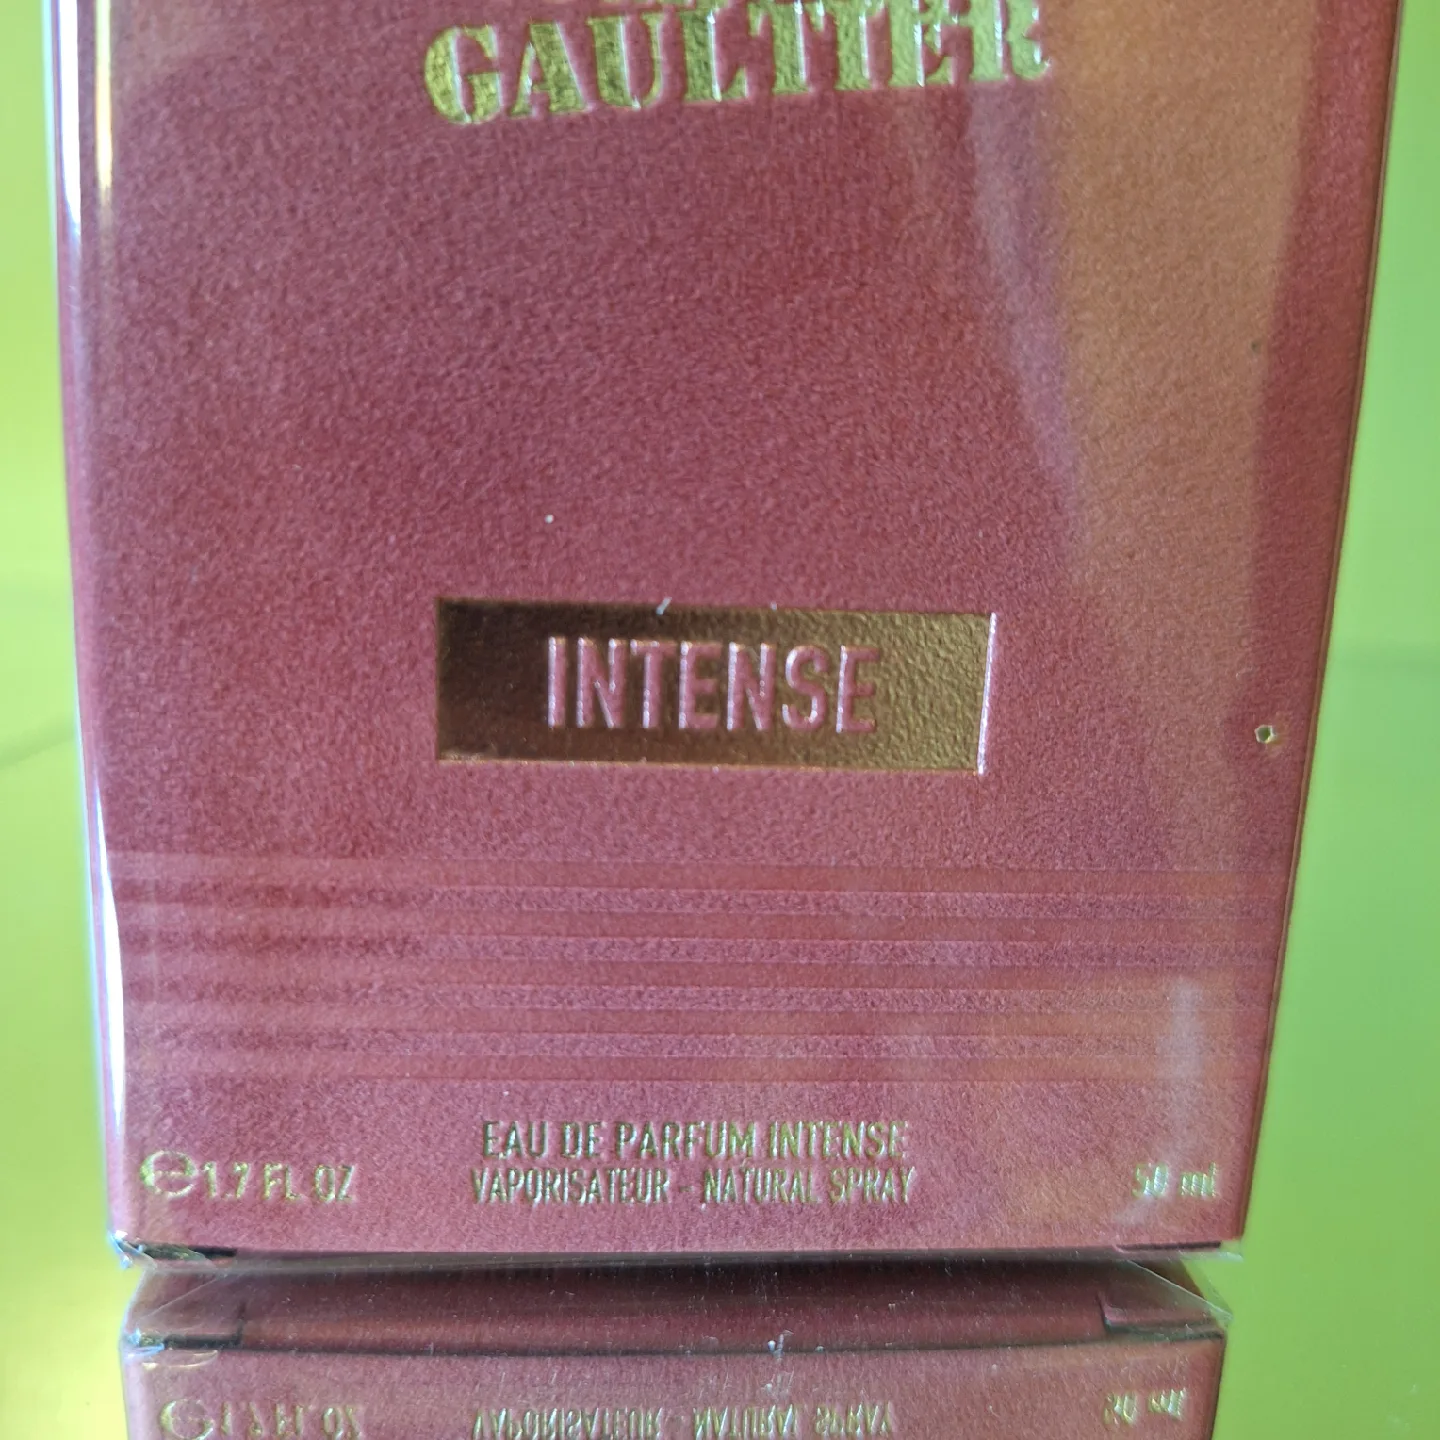 GAULTIER
INTENSE
EAU DE PARFUM INTENSE
℮ 1.7 FL OZ
VAPORISATEUR - NATURAL SPRAY
50 ml